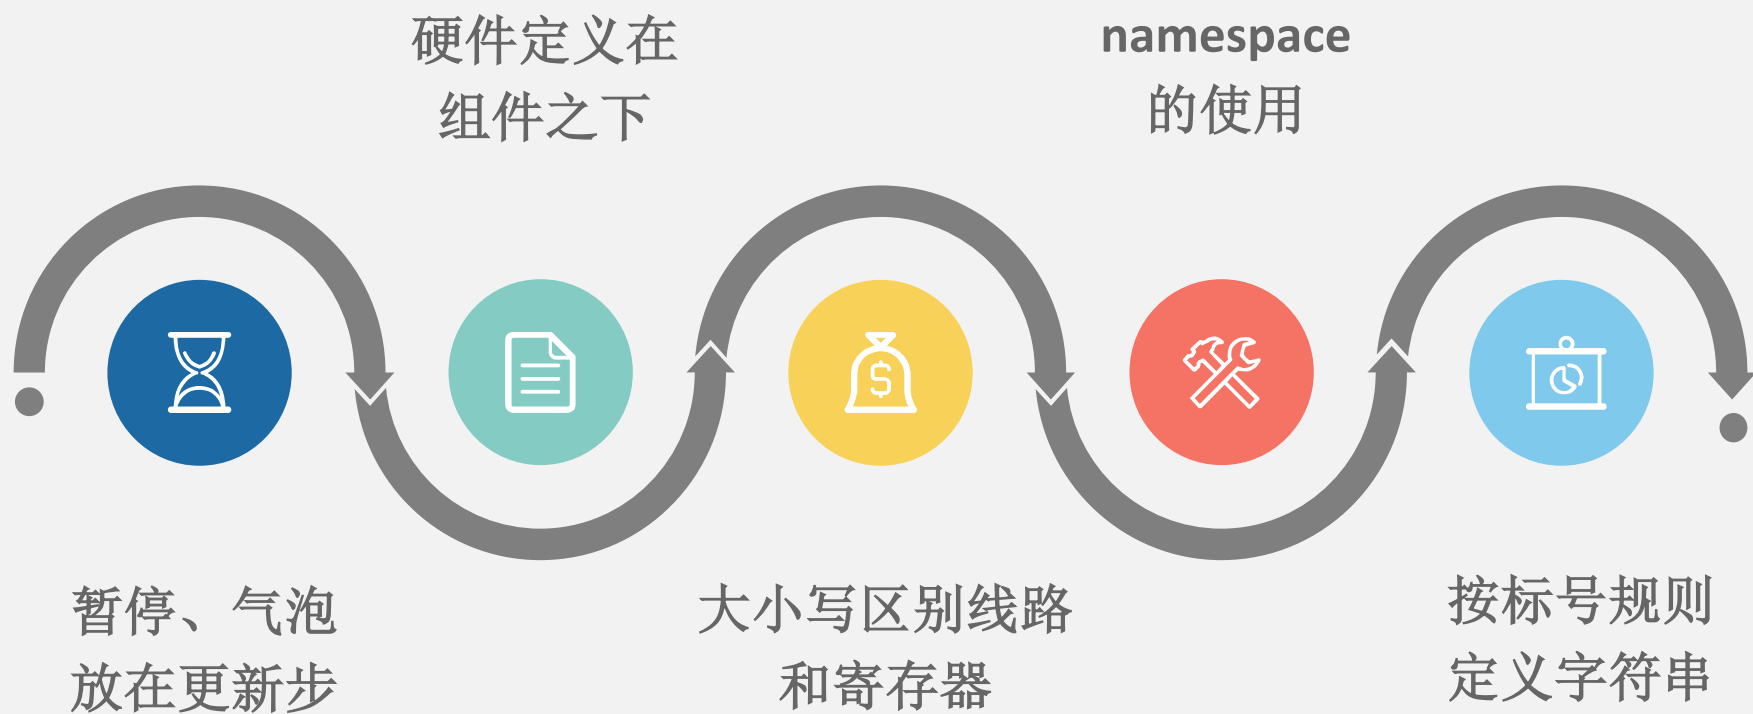 硬件定义在
组件之下
namespace
的使用
$
暂停、气泡
放在更新步
大小写区别线路
和寄存器
按标号规则
定义字符串